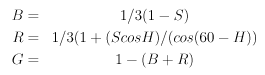 B = 1/3(1 − S)
R = 1/3(1 + (ScosH)/(cos(60 − H))
G = 1 − (B + R)